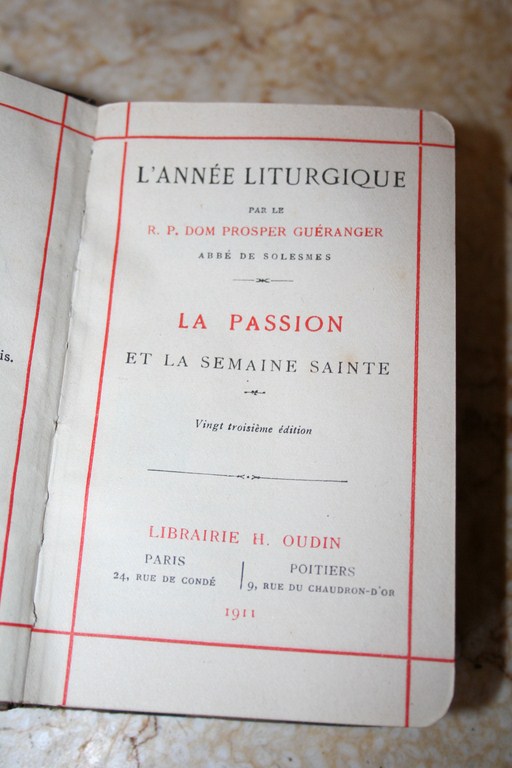 is.
L'ANNÉE LITURGIQUE
PAR LE
R. P. DOM PROSPER GUÉRANGER
ABBÉ DE SOLESMES
LA PASSION
ET LA SEMAINE SAINTE
Vingt troisième édition
LIBRAIRIE H. OUDIN
PARIS
24, RUE DE CONDÉ
POITIERS
9, RUE DU CHAUDRON-D'OR
1911